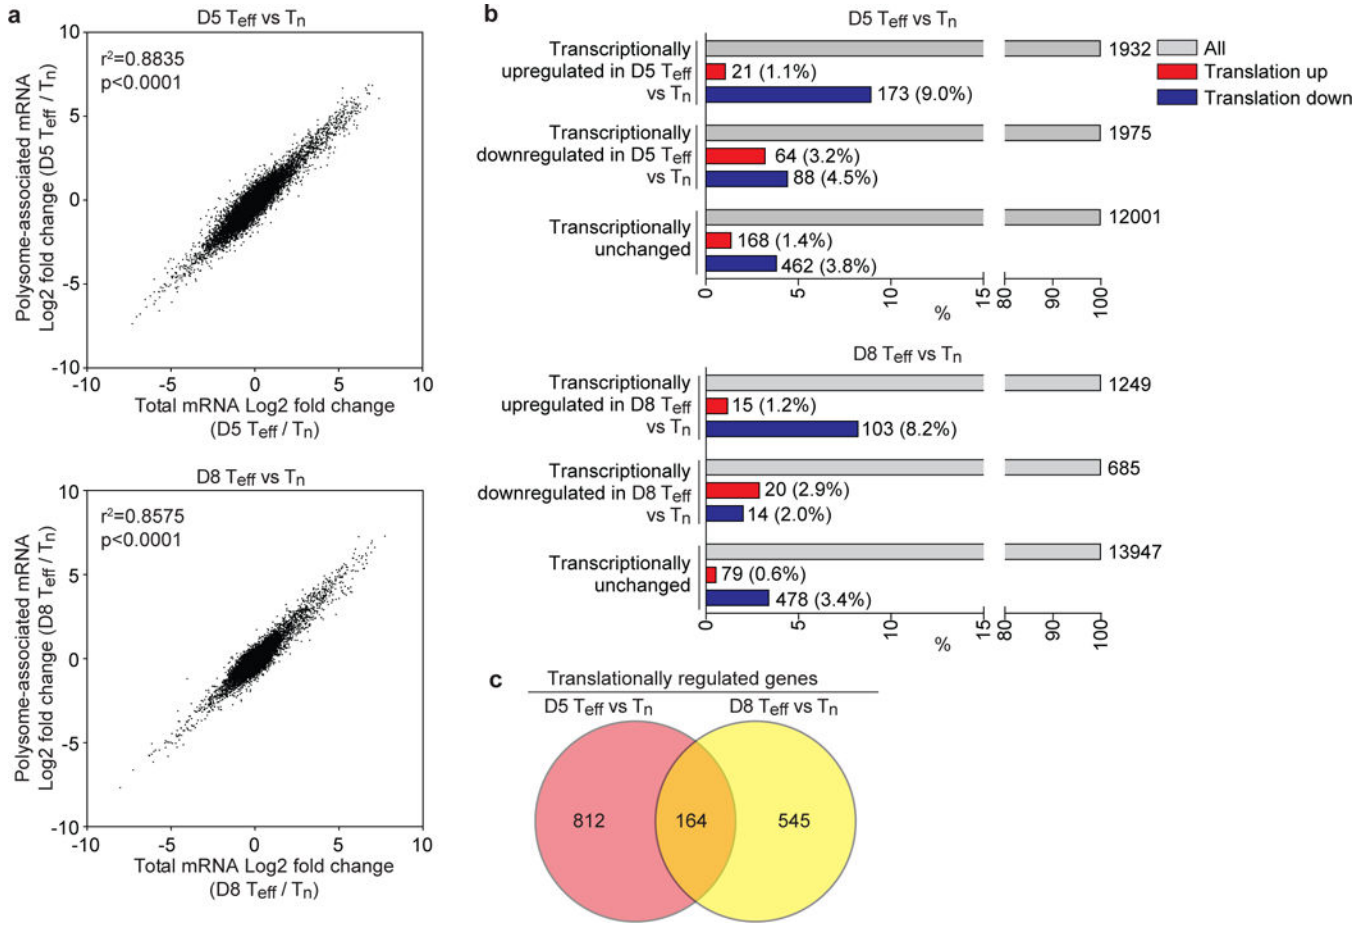 a
D5 Teff vs Tn
r²=0.8835
p<0.0001
Polysome-associated mRNA
Log2 fold change (D5 Teff / Tn)
10
5
0
-5
-10
-10
-5
0
5
10
Total mRNA Log2 fold change
(D5 Teff / Tn)
D8 Teff vs Tn
r²=0.8575
p<0.0001
Polysome-associated mRNA
Log2 fold change (D8 Teff / Tn)
10
5
0
-5
-10
-10
-5
0
5
10
Total mRNA Log2 fold change
(D8 Teff / Tn)
b
D5 Teff vs Tn
Transcriptionally
upregulated in D5 Teff
vs Tn
1932
21 (1.1%)
173 (9.0%)
Transcriptionally
downregulated in D5 Teff
vs Tn
1975
64 (3.2%)
88 (4.5%)
Transcriptionally
unchanged
12001
168 (1.4%)
462 (3.8%)
0
5
10
15
80
90
100
%
All
Translation up
Translation down
D8 Teff vs Tn
Transcriptionally
upregulated in D8 Teff
vs Tn
1249
15 (1.2%)
103 (8.2%)
Transcriptionally
downregulated in D8 Teff
vs Tn
685
20 (2.9%)
14 (2.0%)
Transcriptionally
unchanged
13947
79 (0.6%)
478 (3.4%)
0
5
10
15
80
90
100
%
c
Translationally regulated genes
D5 Teff vs Tn
D8 Teff vs Tn
812
164
545